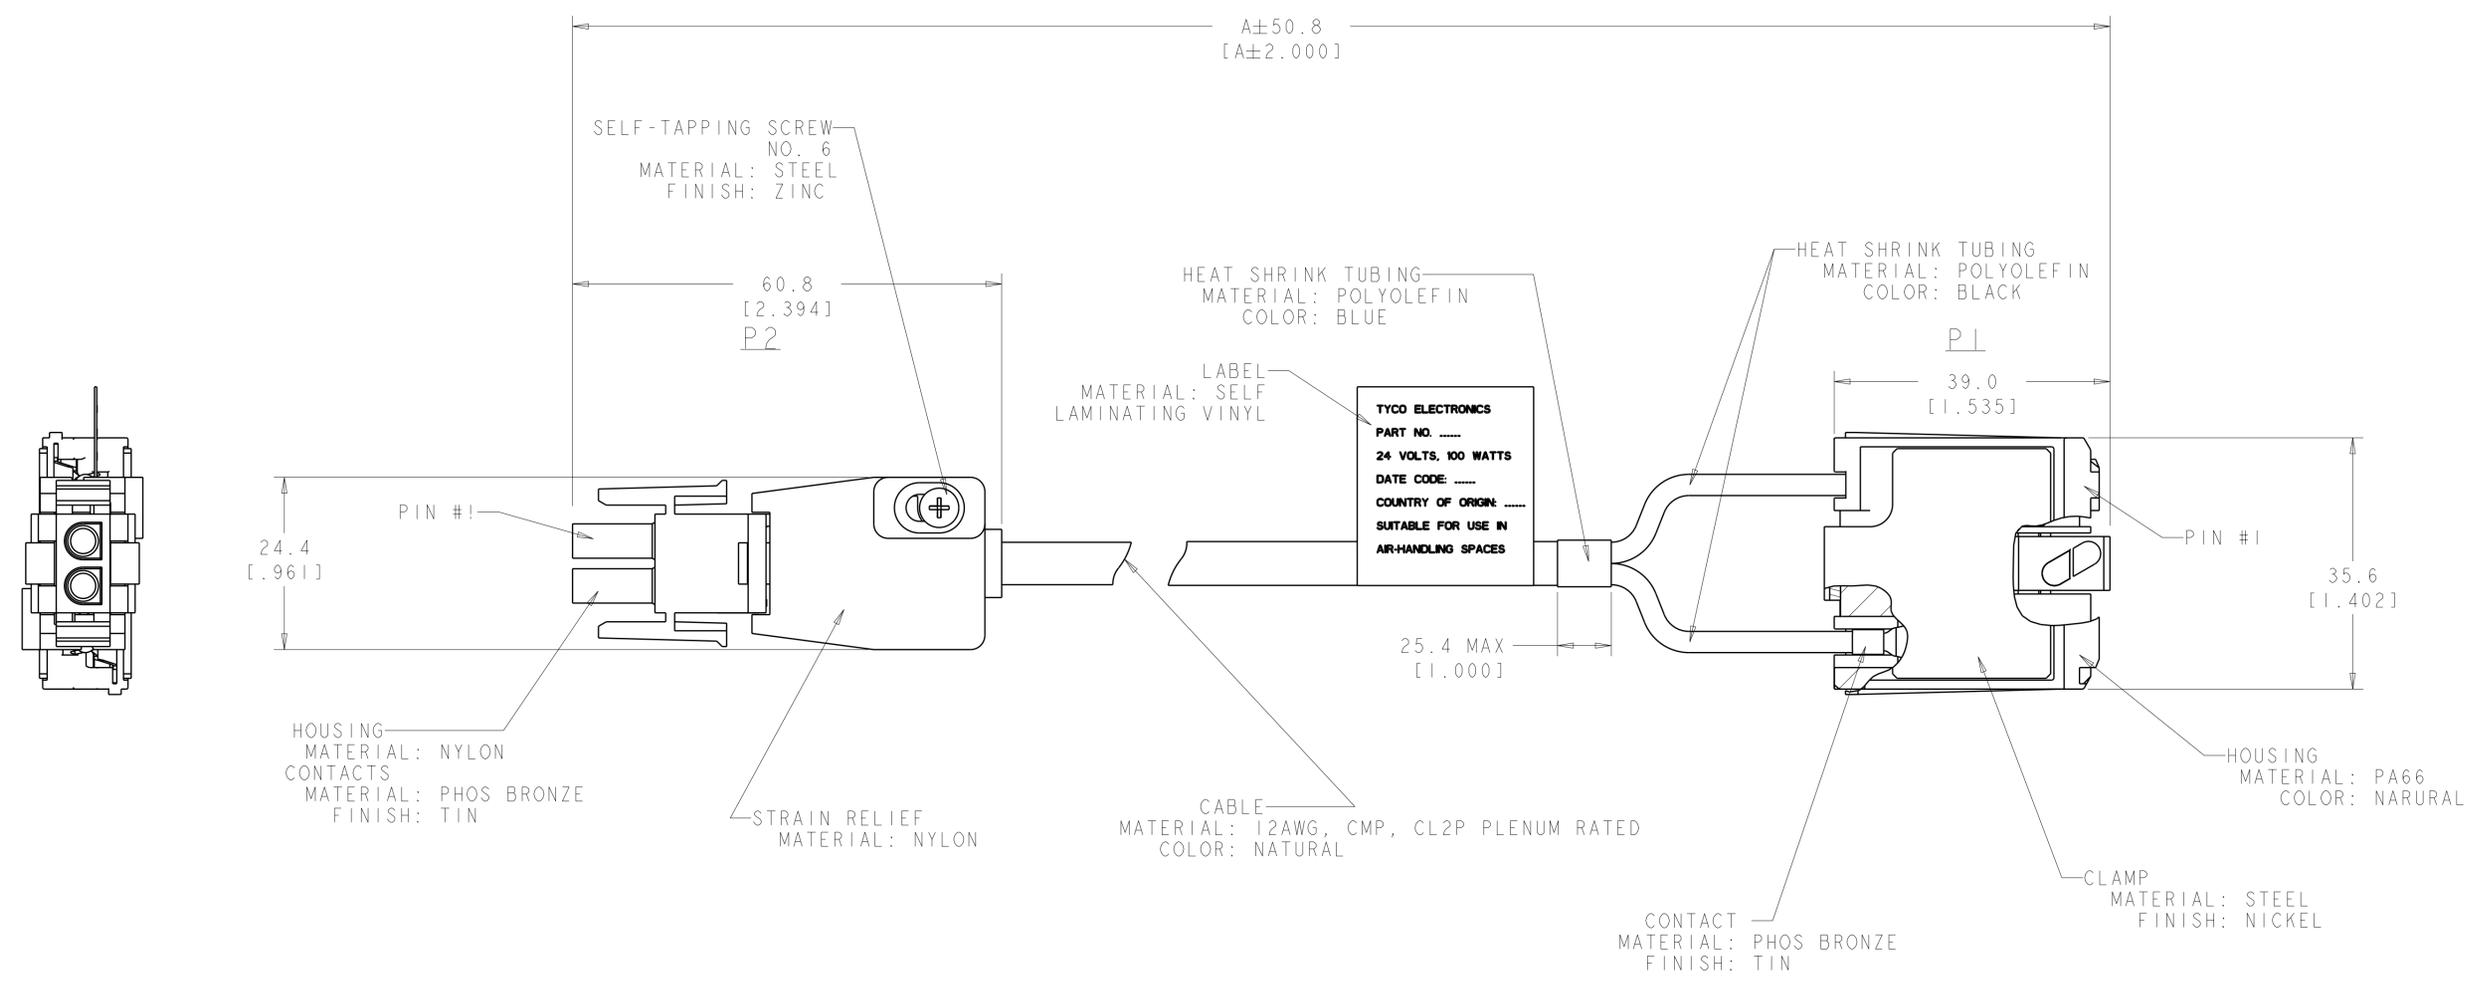 A±50.8
[A±2.000]
SELF-TAPPING SCREW
NO. 6
MATERIAL: STEEL
FINISH: ZINC
60.8
[2.394]
P2
HEAT SHRINK TUBING
MATERIAL: POLYOLEFIN
COLOR: BLUE
HEAT SHRINK TUBING
MATERIAL: POLYOLEFIN
COLOR: BLACK
P1
39.0
[1.535]
LABEL
MATERIAL: SELF
LAMINATING VINYL
TYCO ELECTRONICS
PART NO. ......
24 VOLTS, 100 WATTS
DATE CODE: ......
COUNTRY OF ORIGIN: ......
SUITABLE FOR USE IN
AIR-HANDLING SPACES
PIN #!
24.4
[.961]
PIN #1
35.6
[1.402]
25.4 MAX
[1.000]
HOUSING
MATERIAL: NYLON
CONTACTS
MATERIAL: PHOS BRONZE
FINISH: TIN
STRAIN RELIEF
MATERIAL: NYLON
CABLE
MATERIAL: 12AWG, CMP, CL2P PLENUM RATED
COLOR: NATURAL
HOUSING
MATERIAL: PA66
COLOR: NARURAL
CLAMP
MATERIAL: STEEL
FINISH: NICKEL
CONTACT
MATERIAL: PHOS BRONZE
FINISH: TIN